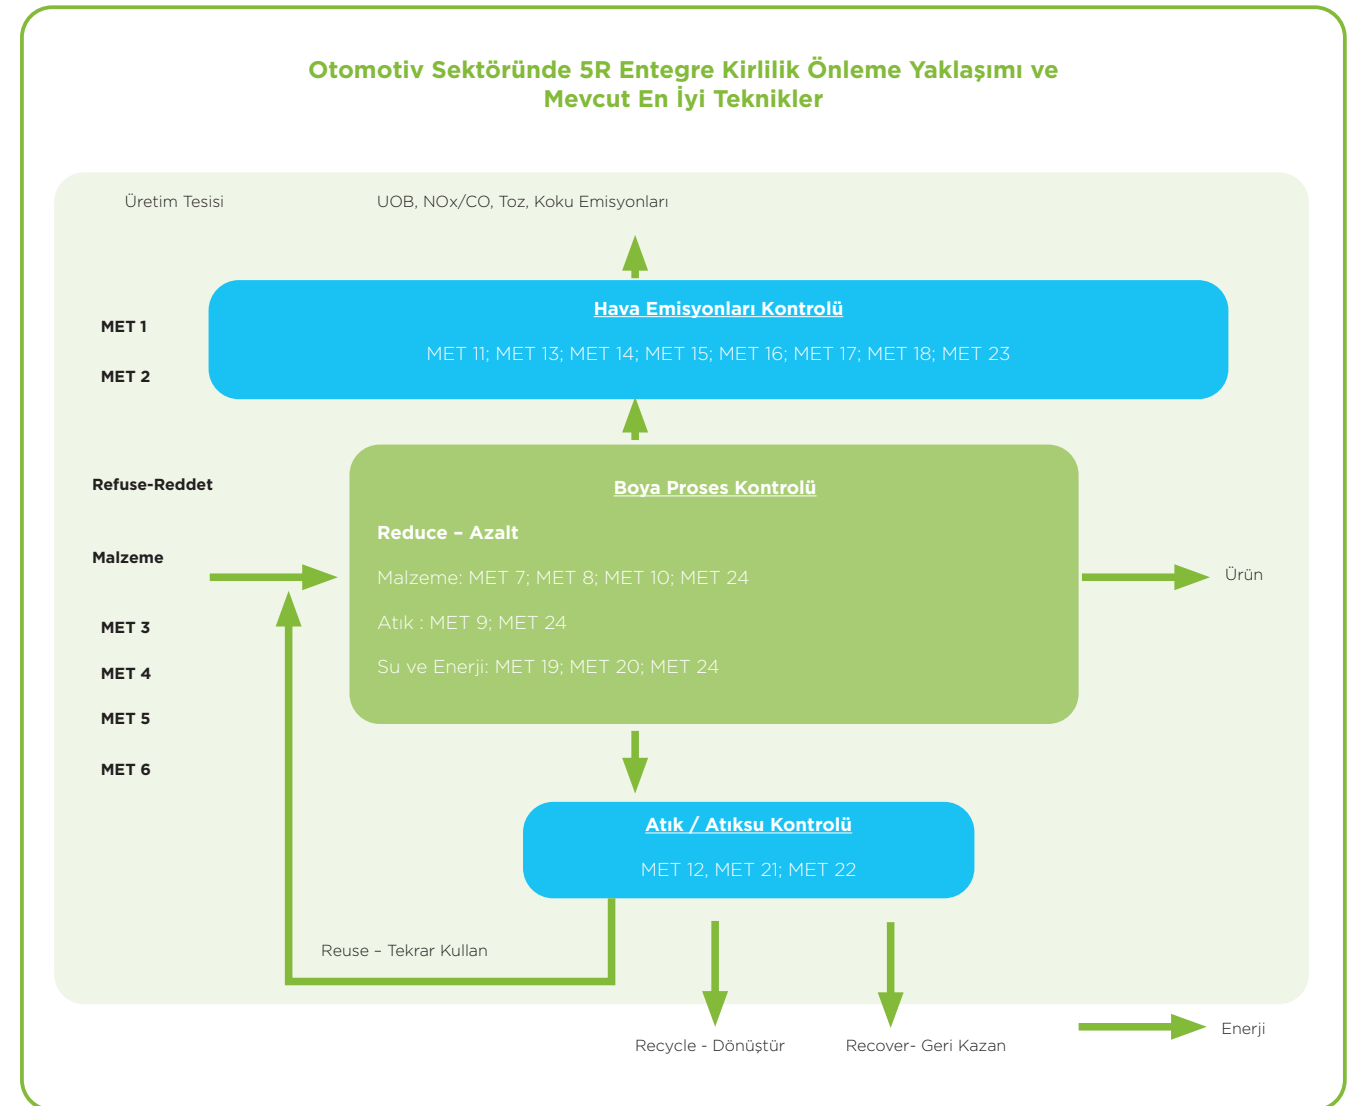 Otomotiv Sektöründe 5R Entegre Kirlilik Önleme Yaklaşımı ve
Mevcut En İyi Teknikler
Üretim Tesisi
UOB, NOx/CO, Toz, Koku Emisyonları
MET 1
MET 2
Hava Emisyonları Kontrolü
MET 11; MET 13; MET 14; MET 15; MET 16; MET 17; MET 18; MET 23
Refuse-Reddet
Malzeme
MET 3
MET 4
MET 5
MET 6
Boya Proses Kontrolü
Reduce – Azalt
Malzeme: MET 7; MET 8; MET 10; MET 24
Atık : MET 9; MET 24
Su ve Enerji: MET 19; MET 20; MET 24
Ürün
Atık / Atıksu Kontrolü
MET 12, MET 21; MET 22
Reuse – Tekrar Kullan
Recycle - Dönüştür
Recover- Geri Kazan
Enerji